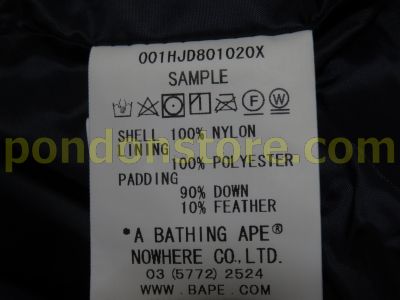 001HJD801020X
SAMPLE
F W
SHELL 100% NYLON
LINING
100% POLYESTER
PADDING
90% DOWN
10% FEATHER
*A BATHING APE®
NOWHERE CO.,LTD.
03(5772)2524
WWW.BAPE.COM
pondonstore.com